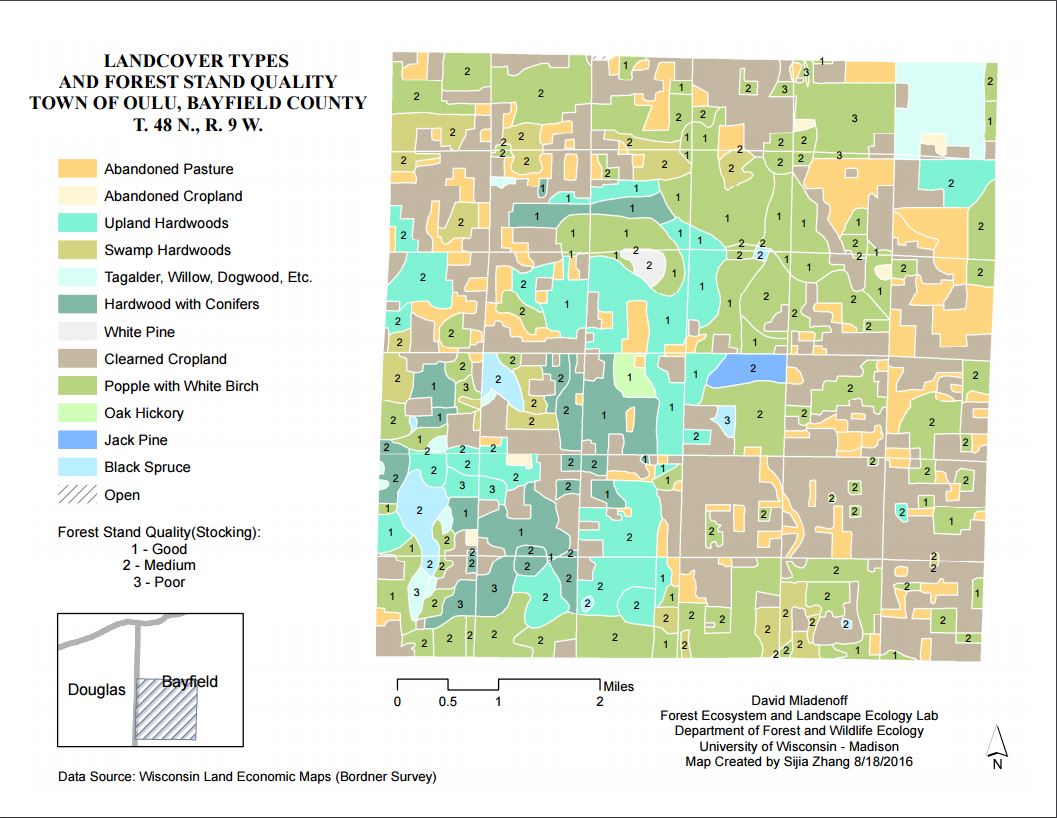 LANDCOVER TYPES
AND FOREST STAND QUALITY
TOWN OF OULU, BAYFIELD COUNTY
T. 48 N., R. 9 W.
Abandoned Pasture
Abandoned Cropland
Upland Hardwoods
Swamp Hardwoods
Tagalder, Willow, Dogwood, Etc.
Hardwood with Conifers
White Pine
Clearned Cropland
Popple with White Birch
Oak Hickory
Jack Pine
Black Spruce
Open
Forest Stand Quality(Stocking):
1 - Good
2 - Medium
3 - Poor
Douglas
Bayfield
Miles
0 0.5 1 2
David Mladenoff
Forest Ecosystem and Landscape Ecology Lab
Department of Forest and Wildlife Ecology
University of Wisconsin - Madison
Map Created by Sijia Zhang 8/18/2016
N
Data Source: Wisconsin Land Economic Maps (Bordner Survey)